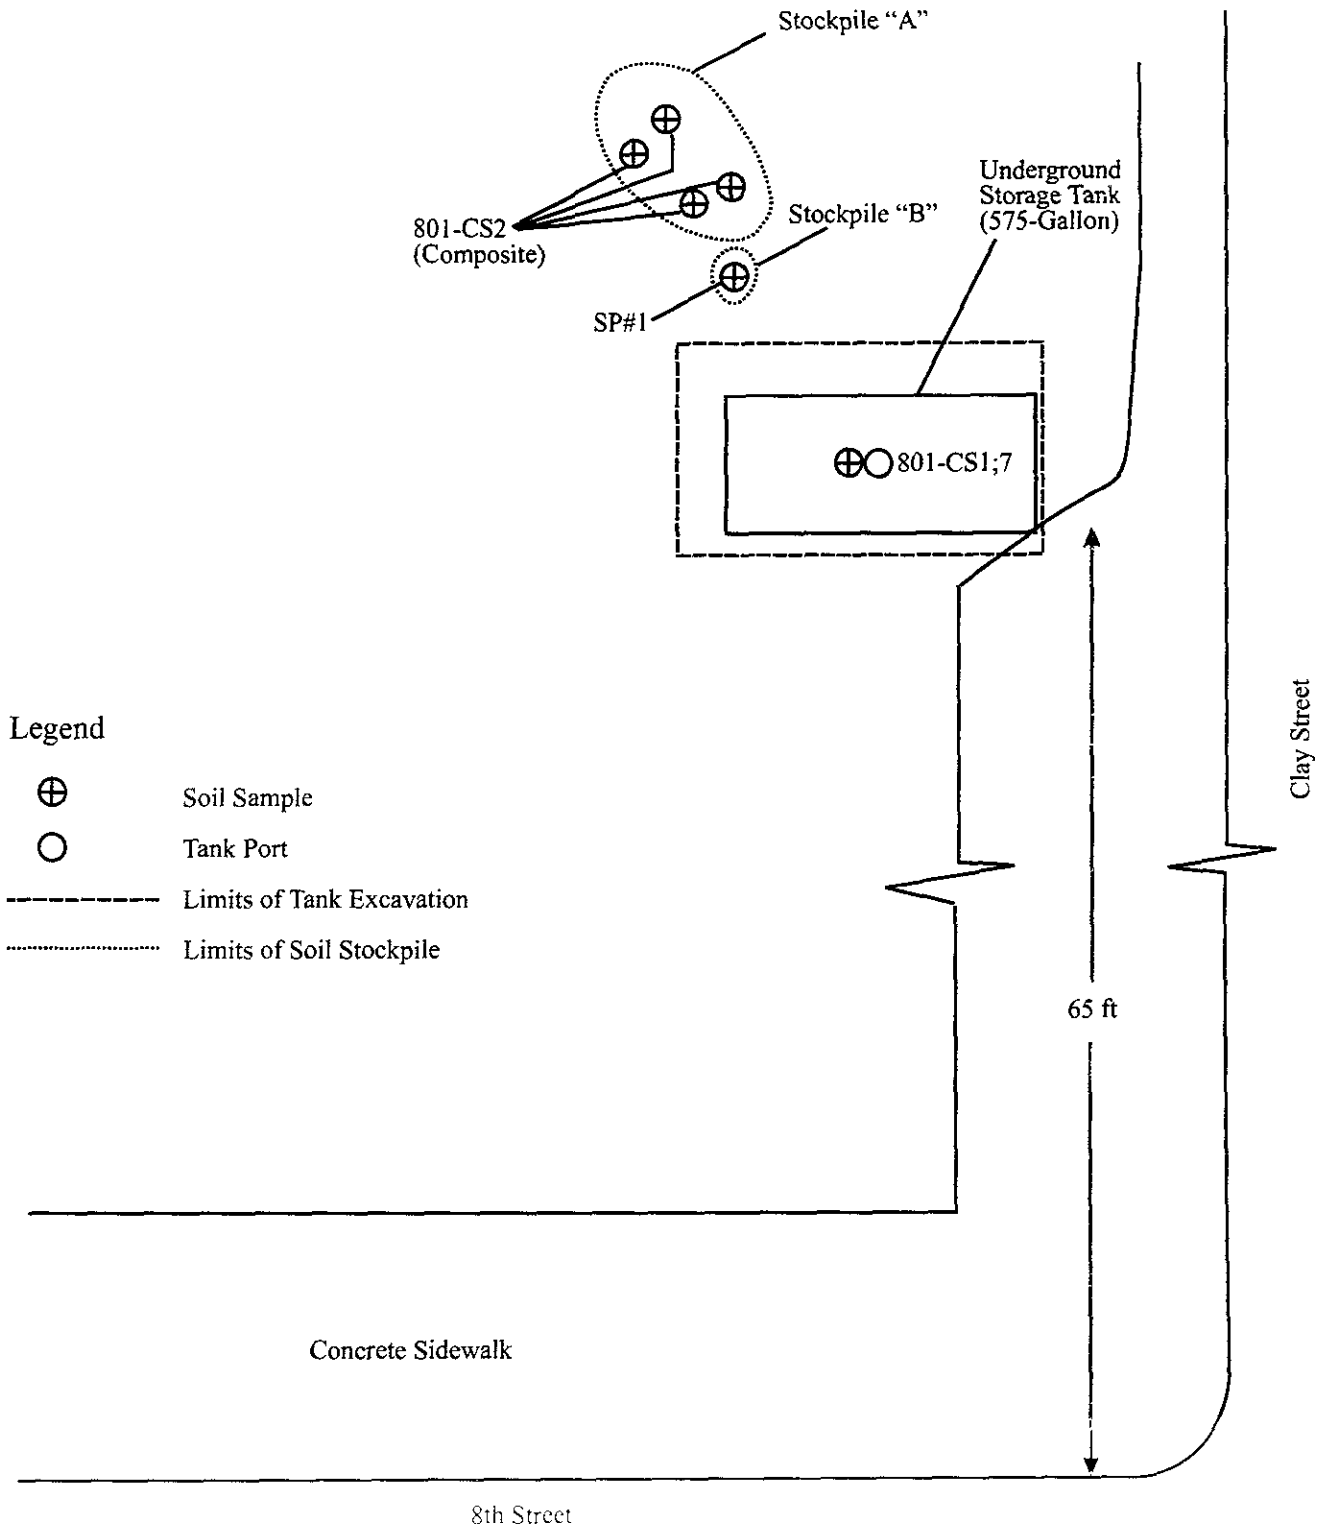 Stockpile “A”
Underground
Storage Tank
(575-Gallon)
Stockpile “B”
801-CS2
(Composite)
SP#1
801-CS1;7
Clay Street
Legend
Soil Sample
Tank Port
Limits of Tank Excavation
Limits of Soil Stockpile
65 ft
Concrete Sidewalk
8th Street